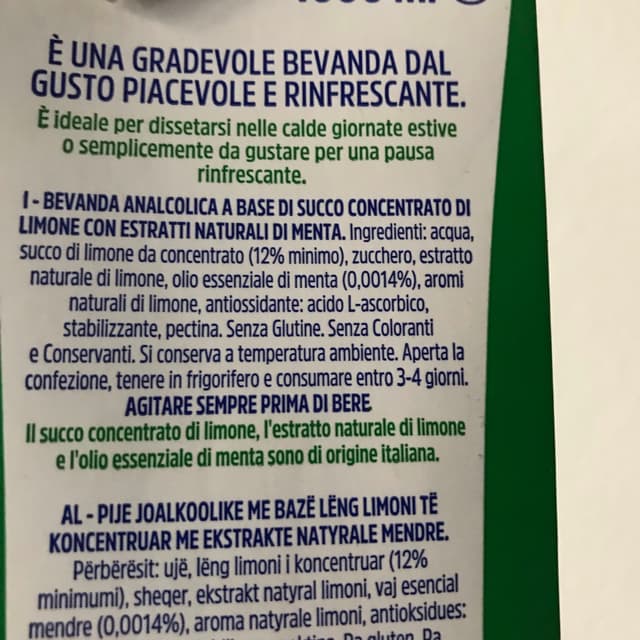 È UNA GRADEVOLE BEVANDA DAL
GUSTO PIACEVOLE E RINFRESCANTE.
È ideale per dissetarsi nelle calde giornate estive
o semplicemente da gustare per una pausa
rinfrescante.
I - BEVANDA ANALCOLICA A BASE DI SUCCO CONCENTRATO DI
LIMONE CON ESTRATTI NATURALI DI MENTA. Ingredienti: acqua,
succo di limone da concentrato (12% minimo), zucchero, estratto
naturale di limone, olio essenziale di menta (0,0014%), aromi
naturali di limone, antiossidante: acido L-ascorbico,
stabilizzante, pectina. Senza Glutine. Senza Coloranti
e Conservanti. Si conserva a temperatura ambiente. Aperta la
confezione, tenere in frigorifero e consumare entro 3-4 giorni.
AGITARE SEMPRE PRIMA DI BERE
Il succo concentrato di limone, l'estratto naturale di limone
e l'olio essenziale di menta sono di origine italiana.
AL - PIJE JOALKOOLIKE ME BAZË LËNG LIMONI TË
KONCENTRUAR ME EKSTRAKTE NATYRALE MENDRE.
Përbërësit: ujë, lëng limoni i koncentruar (12%
minimumi), sheqer, ekstrakt natyral limoni, vaj esencial
mendre (0,0014%), aroma natyrale limoni, antioksidues:
Da gluton. Da